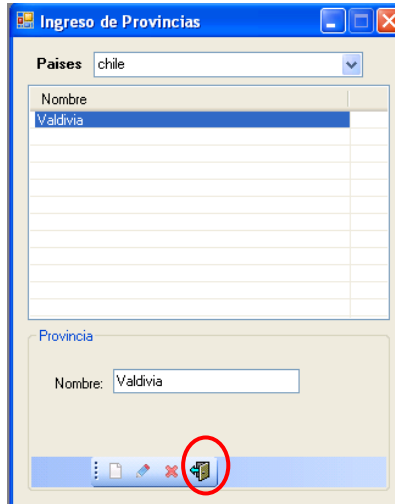 Ingreso de Provincias
Paises chile
Nombre
Valdivia
Provincia
Nombre: Valdivia